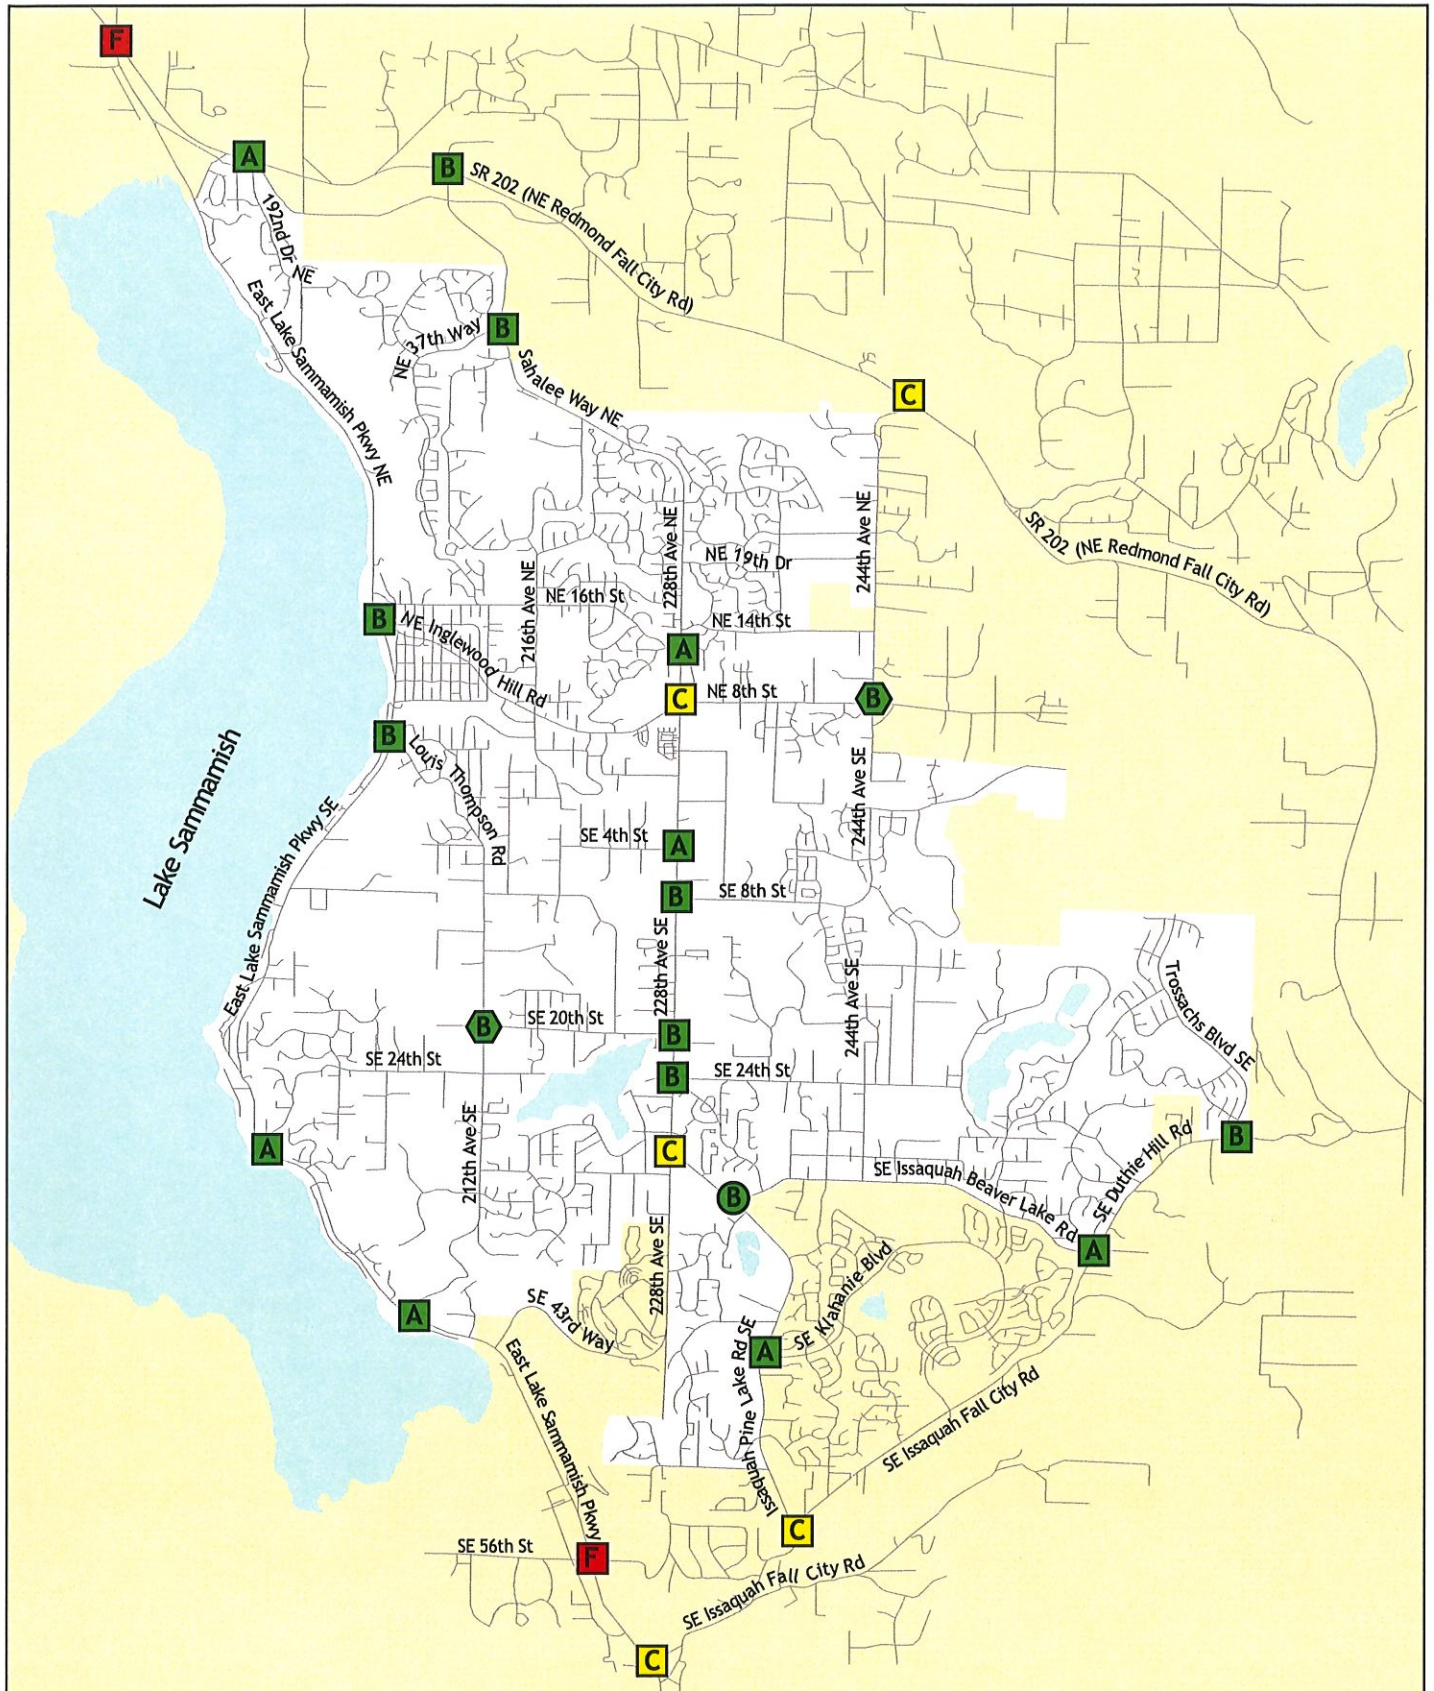 F
A
B
SR 202 (NE Redmond Fall City Rd)
192nd Dr NE
East Lake Sammamish Pkwy NE
NE 37th Way
B
Sahalee Way NE
C
244th Ave NE
228th Ave NE
SR 202 (NE Redmond Fall City Rd)
NE 19th Dr
216th Ave NE
NE 16th St
B
NE Inglewood Hill Rd
NE 14th St
A
C
NE 8th St
B
B
Louis Thompson Rd
Lake Sammamish
244th Ave SE
East Lake Sammamish Pkwy SE
SE 4th St
A
B
SE 8th St
228th Ave SE
244th Ave SE
Trossachs Blvd SE
B
SE 20th St
B
SE 24th St
B
SE 24th St
212th Ave SE
A
C
B
SE Duthie Hill Rd
SE Issaquah Beaver Lake Rd
B
228th Ave SE
A
SE Klahanie Blvd
A
SE 43rd Way
East Lake Sammamish Pkwy
Issaquah Pine Lake Rd SE
A
SE Issaquah Fall City Rd
C
SE 56th St
F
SE Issaquah Fall City Rd
C